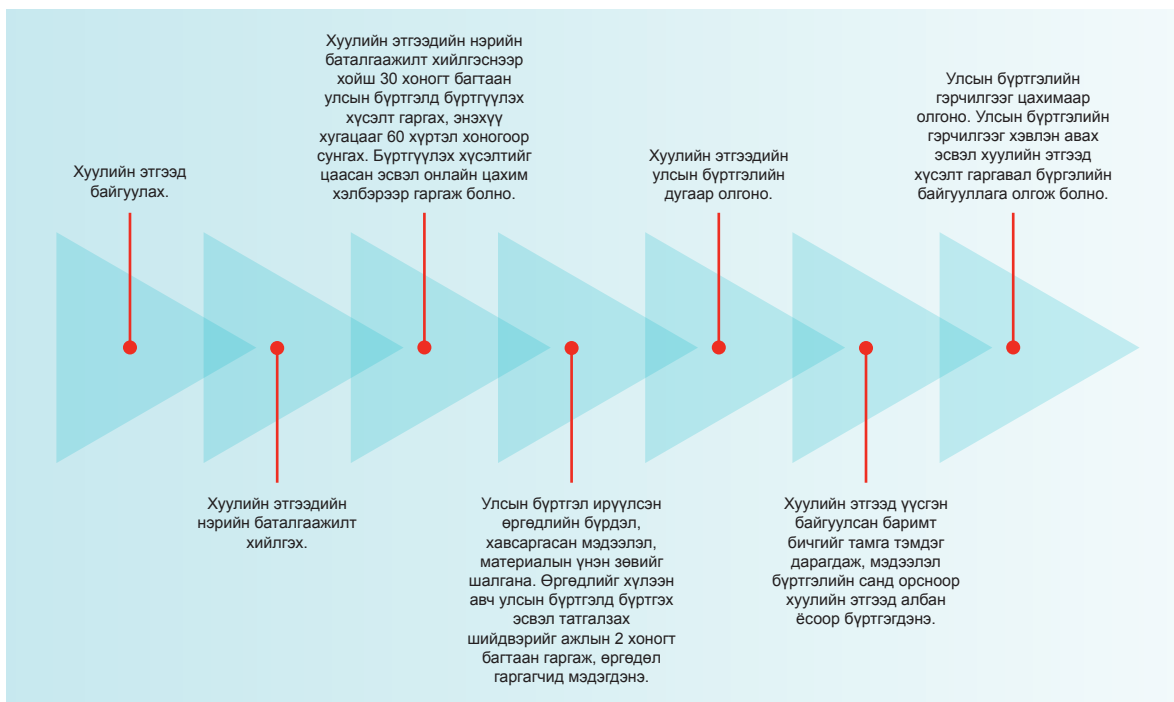 Хуулийн этгээд
байгуулах.
Хуулийн этгээдийн
нэрийн баталгаажилт
хийлгэх.
Хуулийн этгээдийн нэрийн
баталгаажилт хийлгэснээр
хойш 30 хоногт багтаан
улсын бүртгэлд бүртгүүлэх
хүсэлт гаргах, энэхүү
хугацааг 60 хүртэл хоногоор
сунгах. Бүртгүүлэх хүсэлтийг
цаасан эсвэл онлайн цахим
хэлбэрээр гаргаж болно.
Улсын бүртгэл ирүүлсэн
өргөдлийн бүрдэл,
хавсаргасан мэдээлэл,
материалын үнэн зөвийг
шалгана. Өргөдлийг хүлээн
авч улсын бүртгэлд бүртгэх
эсвэл татгалзах
шийдвэрийг ажлын 2 хоногт
багтаан гаргаж, өргөдөл
гаргагчид мэдэгдэнэ.
Хуулийн этгээдийн
улсын бүртгэлийн
дугаар олгоно.
Хуулийн этгээд үүсгэн
байгуулсан баримт
бичгийг тамга тэмдэг
дарагдаж, мэдээлэл
бүртгэлийн санд орсноор
хуулийн этгээд албан
ёсоор бүртгэгдэнэ.
Улсын бүртгэлийн
гэрчилгээг цахимаар
олгоно. Улсын бүртгэлийн
гэрчилгээг хэвлэн авах
эсвэл хуулийн этгээд
хүсэлт гаргавал бүргэлийн
байгууллага олгож болно.